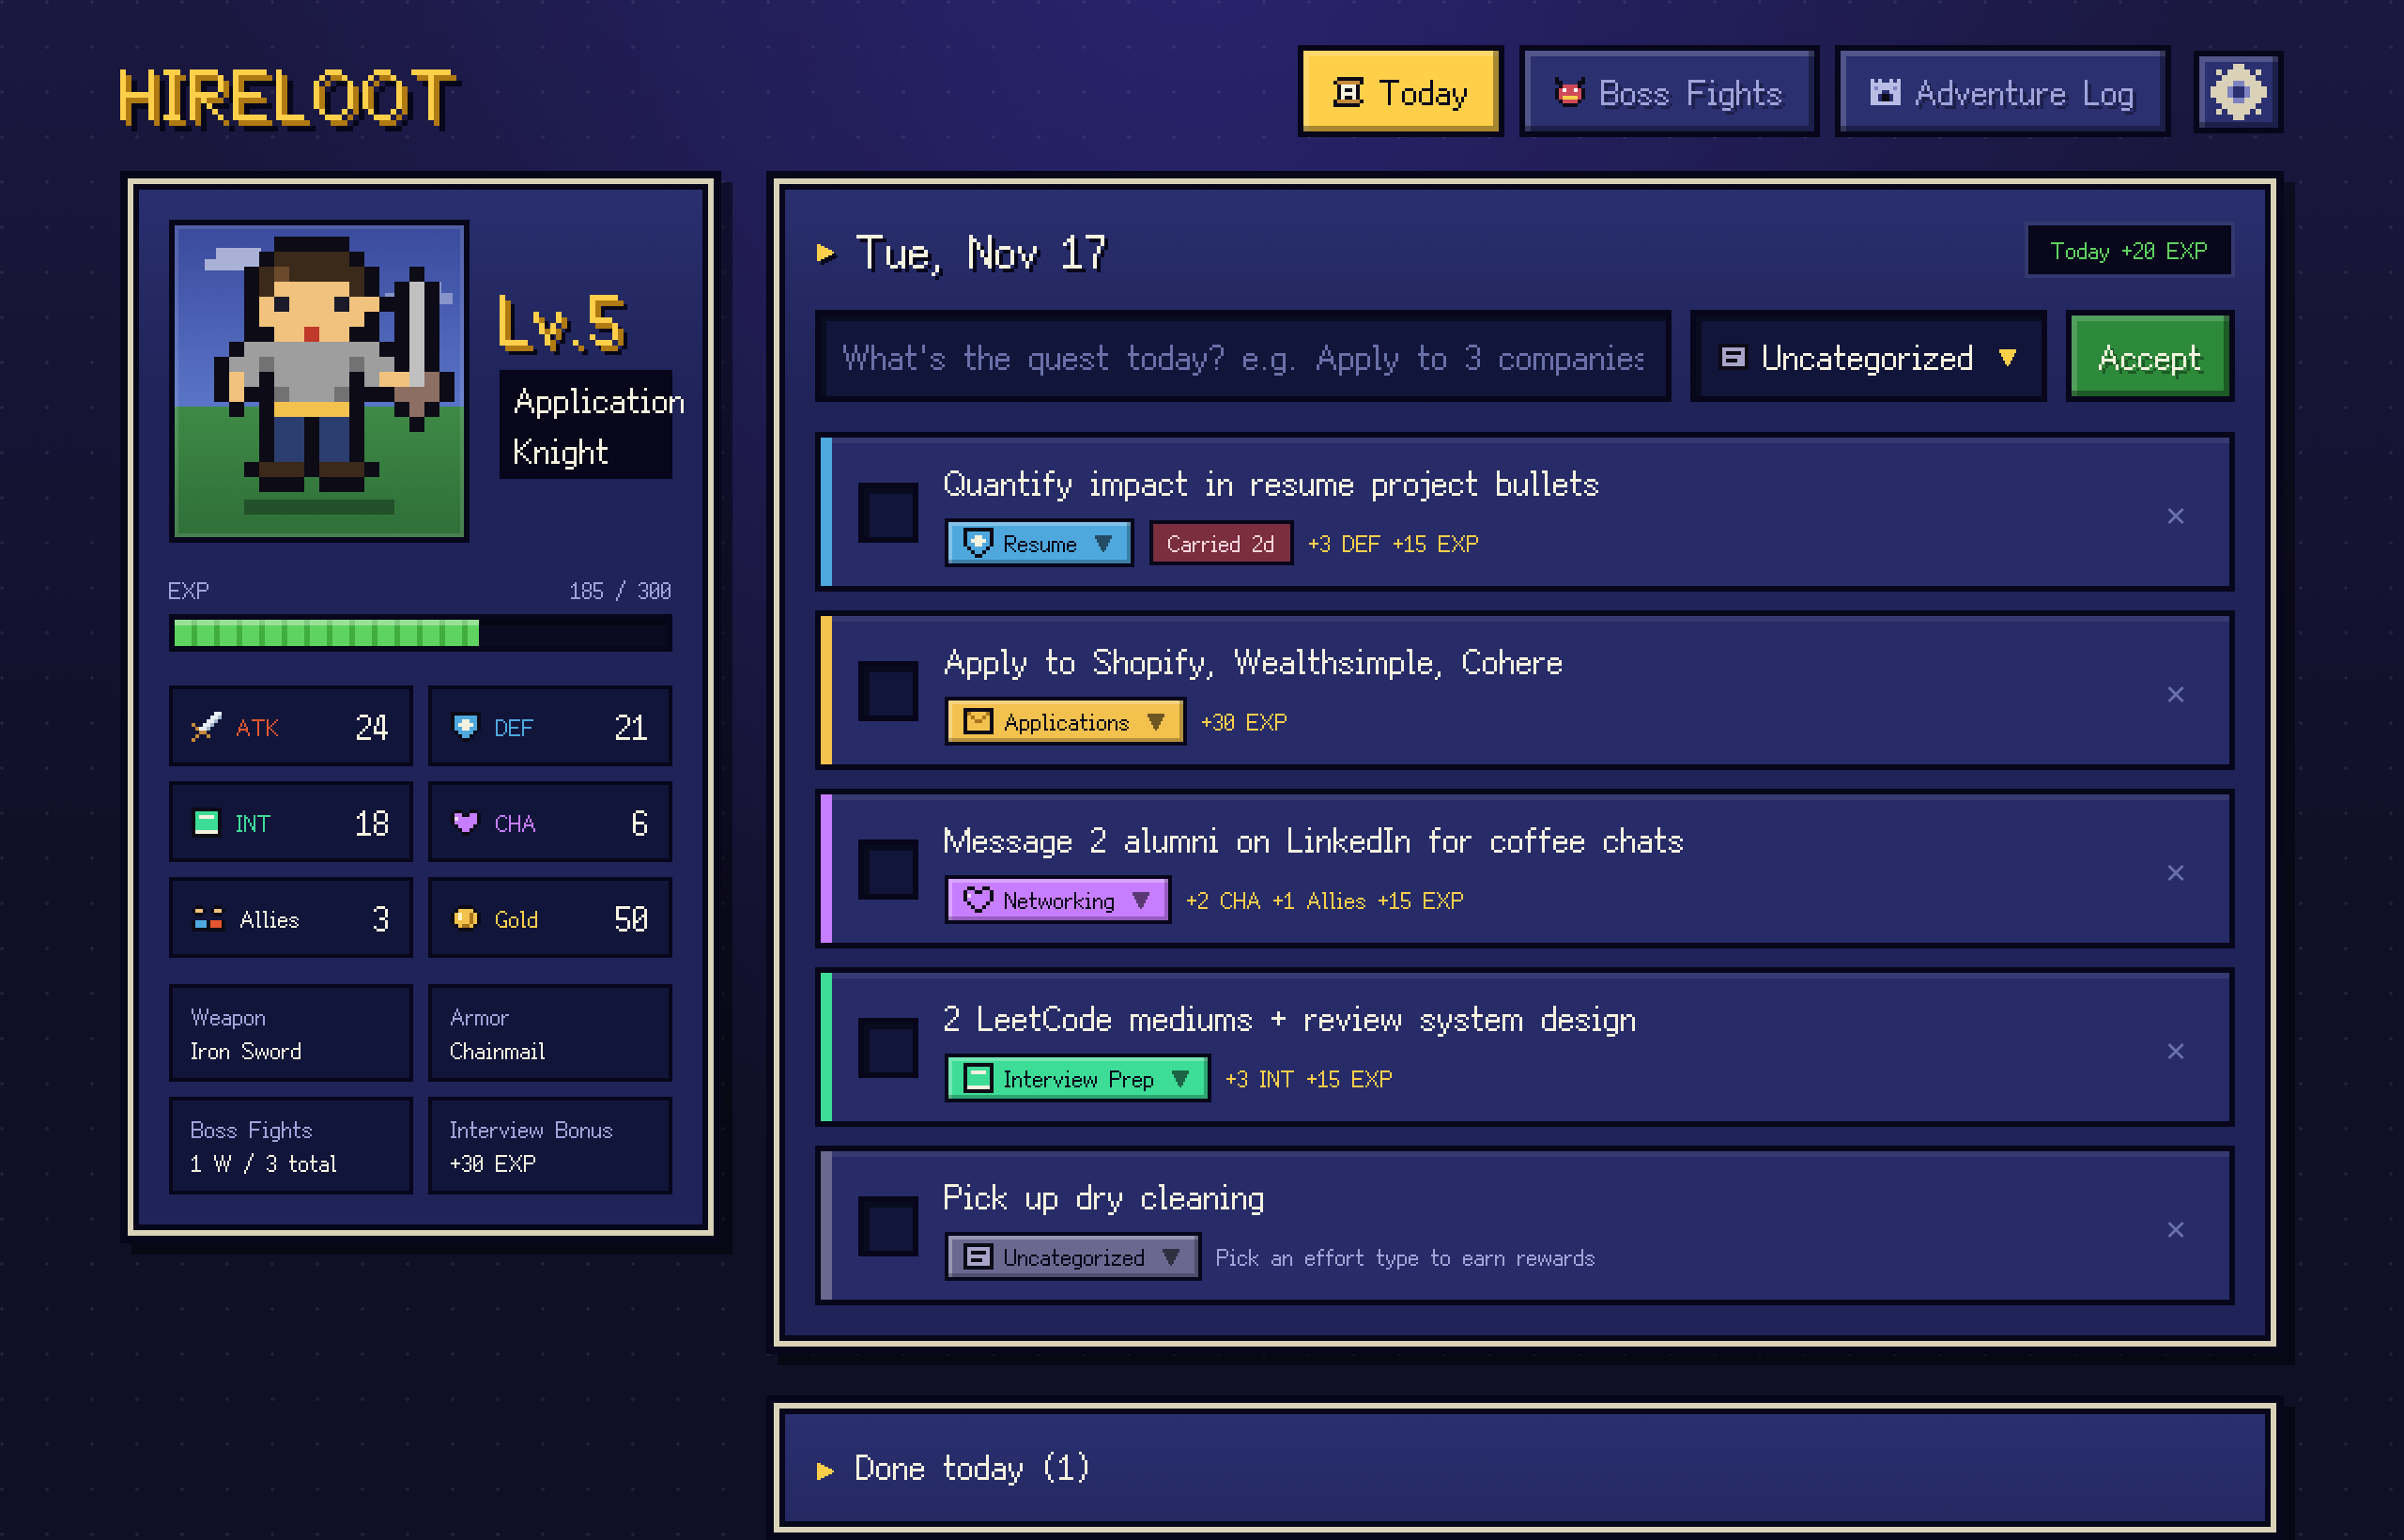 HIRELOOT
Today
Boss Fights
Adventure Log
Lv.5
Application
Knight
EXP
185 / 300
ATK 24
DEF 21
INT 18
CHA 6
Allies 3
Gold 50
Weapon
Iron Sword
Armor
Chainmail
Boss Fights
1 W / 3 total
Interview Bonus
+30 EXP
Tue, Nov 17
Today +20 EXP
What's the quest today? e.g. Apply to 3 companies
Uncategorized
Accept
Quantify impact in resume project bullets
Resume
Carried 2d
+3 DEF +15 EXP
Apply to Shopify, Wealthsimple, Cohere
Applications
+30 EXP
Message 2 alumni on LinkedIn for coffee chats
Networking
+2 CHA +1 Allies +15 EXP
2 LeetCode mediums + review system design
Interview Prep
+3 INT +15 EXP
Pick up dry cleaning
Uncategorized
Pick an effort type to earn rewards
Done today (1)